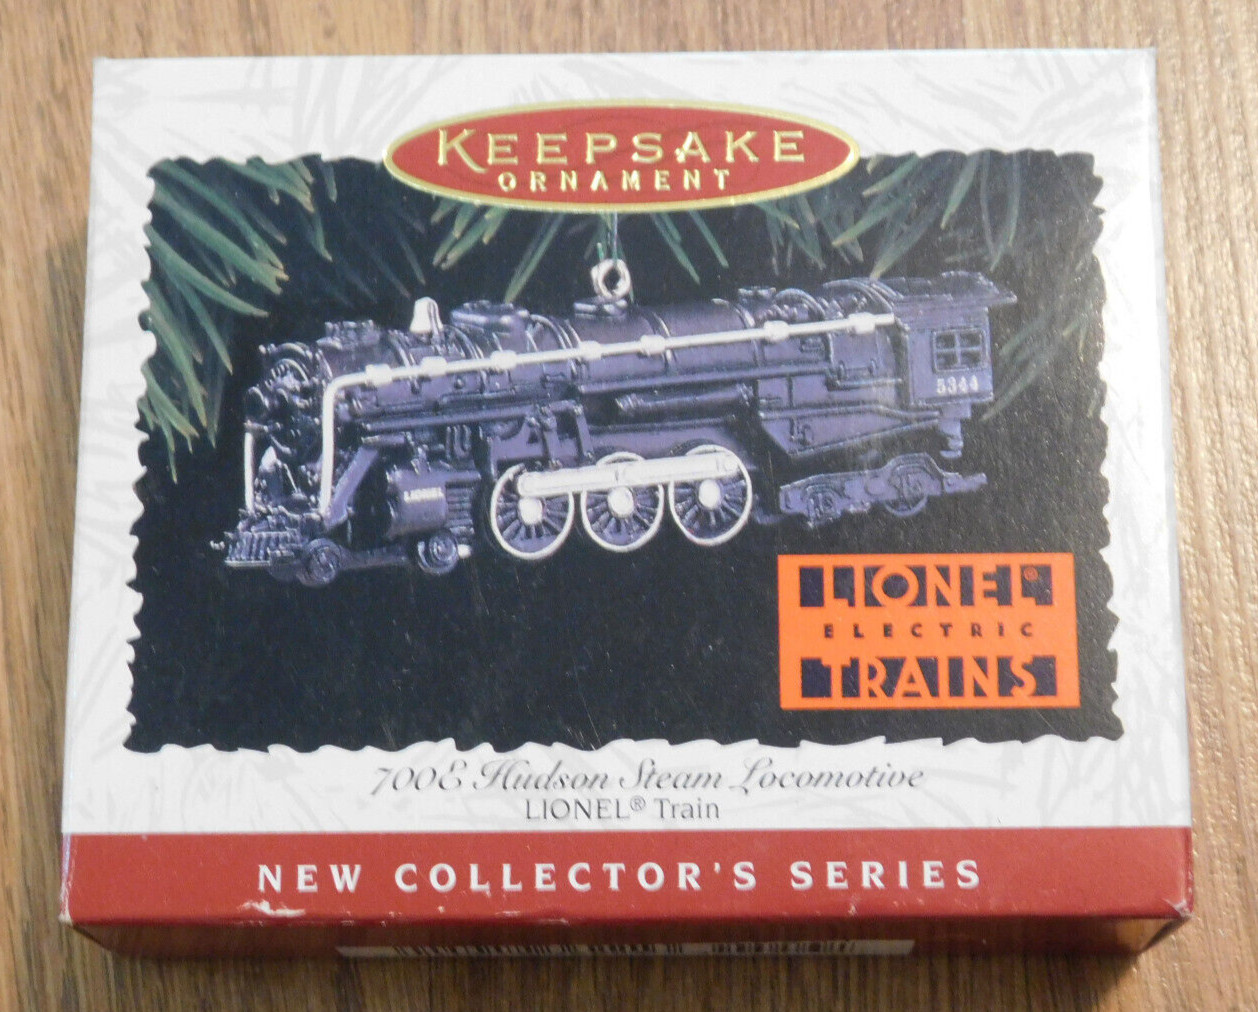 KEEPSAKE
ORNAMENT
5344
LIONEL
LIONEL®
ELECTRIC
TRAINS
700E Hudson Steam Locomotive
LIONEL® Train
NEW COLLECTOR'S SERIES